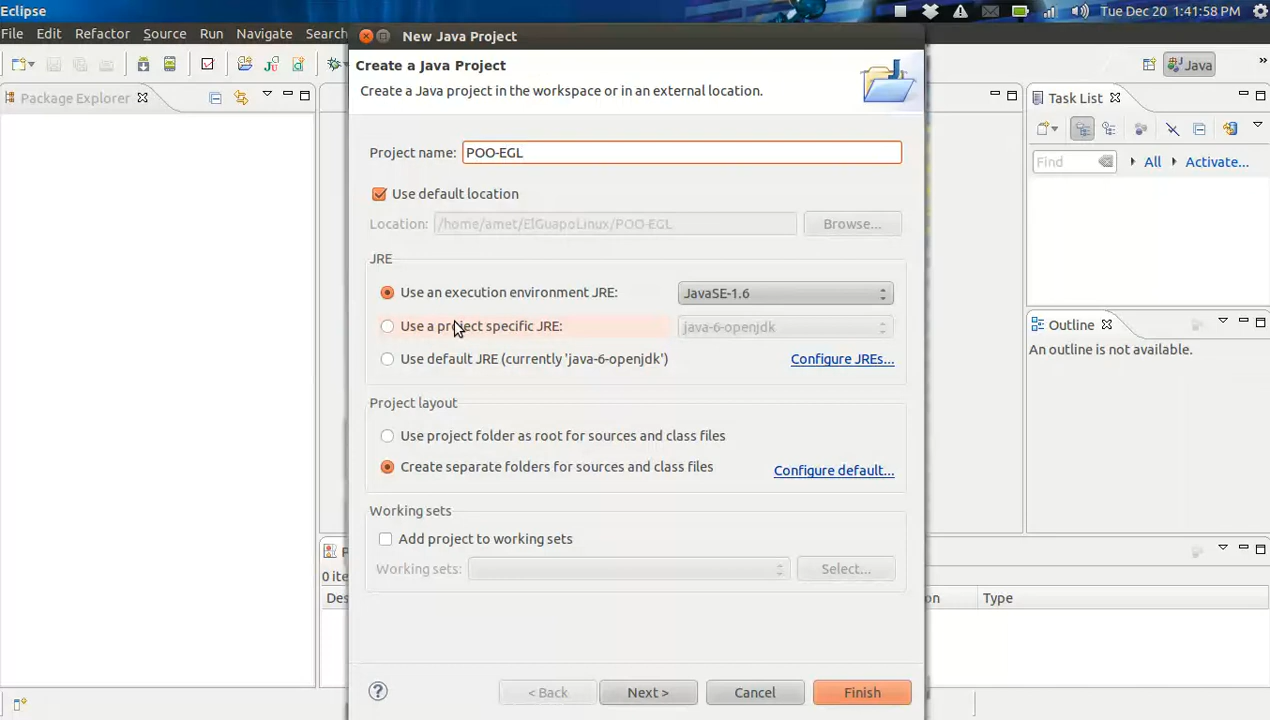 Eclipse
Tue Dec 20 1:41:58 PM
File Edit Refactor Source Run Navigate Search
New Java Project
Create a Java Project
Create a Java project in the workspace or in an external location.
Java
Package Explorer
Task List
Project name: POO-EGL
Find All Activate...
Use default location
Location: /home/amet/ElGuapoLinux/POO-EGL Browse...
JRE
Use an execution environment JRE: JavaSE-1.6
Use a project specific JRE: java-6-openjdk
Outline
An outline is not available.
Use default JRE (currently 'java-6-openjdk') Configure JREs...
Project layout
Use project folder as root for sources and class files
Create separate folders for sources and class files Configure default...
Working sets
Add project to working sets
Working sets: Select...
0 ite
Des
on Type
? < Back Next > Cancel Finish